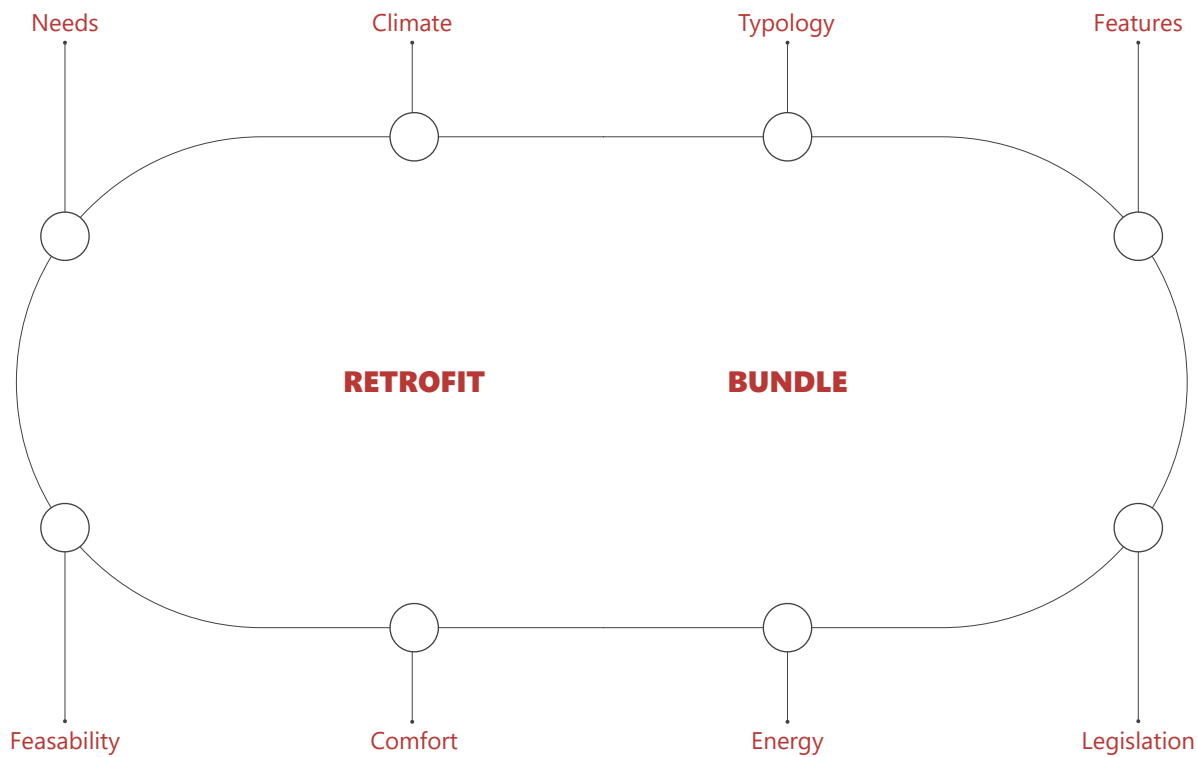 Needs Climate Typology Features
RETROFIT BUNDLE
Feasability Comfort Energy Legislation